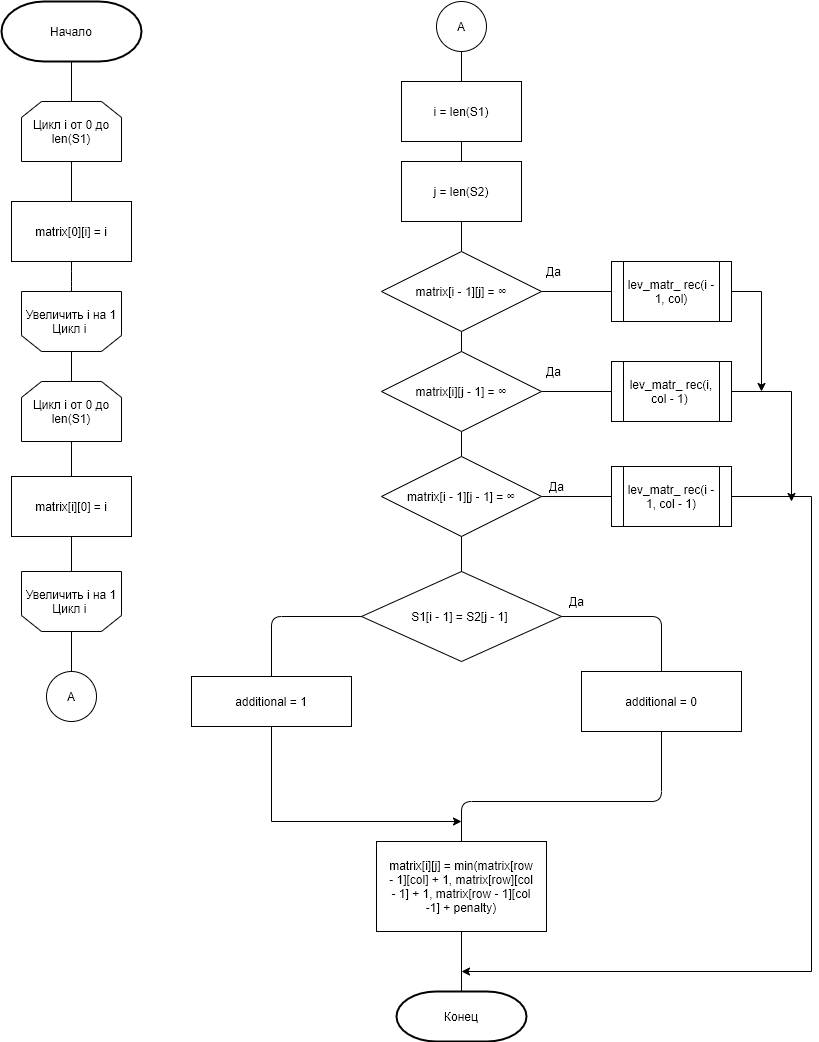 Начало
Цикл i от 0 до
len(S1)
matrix[0][i] = i
Увеличить i на 1
Цикл i
Цикл i от 0 до
len(S1)
matrix[i][0] = i
Увеличить i на 1
Цикл i
A
A
i = len(S1)
j = len(S2)
matrix[i - 1][j] = ∞
Да
lev_matr_ rec(i -
1, col)
matrix[i][j - 1] = ∞
Да
lev_matr_ rec(i,
col - 1)
matrix[i - 1][j - 1] = ∞
Да
lev_matr_ rec(i -
1, col - 1)
S1[i - 1] = S2[j - 1]
Да
additional = 1
additional = 0
matrix[i][j] = min(matrix[row
- 1][col] + 1, matrix[row][col
- 1] + 1, matrix[row - 1][col
-1] + penalty)
Конец